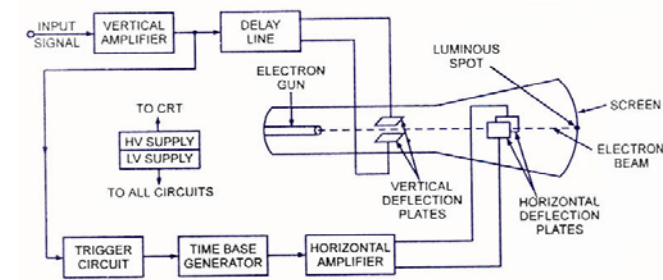 INPUT
SIGNAL
VERTICAL
AMPLIFIER
DELAY
LINE
LUMINOUS
SPOT
ELECTRON
GUN
SCREEN
TO CRT
HV SUPPLY
LV SUPPLY
TO ALL CIRCUITS
ELECTRON
BEAM
VERTICAL
DEFLECTION
PLATES
HORIZONTAL
DEFLECTION
PLATES
TRIGGER
CIRCUIT
TIME BASE
GENERATOR
HORIZONTAL
AMPLIFIER